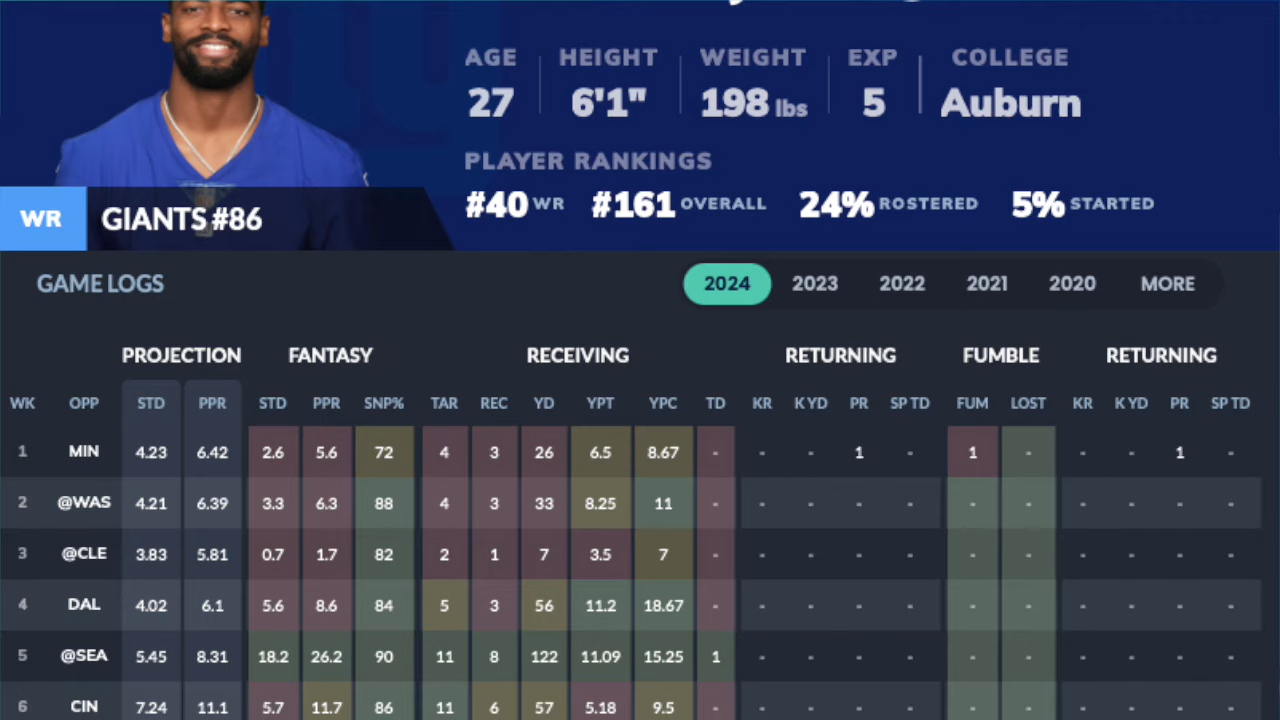 AGE HEIGHT WEIGHT EXP COLLEGE
27 6'1" 198 lbs 5 Auburn
PLAYER RANKINGS
#40 WR #161 OVERALL 24% ROSTERED 5% STARTED
WR GIANTS #86
GAME LOGS 2024 2023 2022 2021 2020 MORE
PROJECTION FANTASY RECEIVING RETURNING FUMBLE RETURNING
WK OPP STD PPR STD PPR SNP% TAR REC YD YPT YPC TD KR K YD PR SP TD FUM LOST KR K YD PR SP TD
1 MIN 4.23 6.42 2.6 5.6 72 4 3 26 6.5 8.67 - - - 1 - 1 - - - 1 -
2 @WAS 4.21 6.39 3.3 6.3 88 4 3 33 8.25 11 - - - - - - - - - - -
3 @CLE 3.83 5.81 0.7 1.7 82 2 1 7 3.5 7 - - - - - - - - - - -
4 DAL 4.02 6.1 5.6 8.6 84 5 3 56 11.2 18.67 - - - - - - - - - - -
5 @SEA 5.45 8.31 18.2 26.2 90 11 8 122 11.09 15.25 1 - - - - - - - - - -
6 CIN 7.24 11.1 5.7 11.7 86 11 6 57 5.18 9.5 - - - - - - - - - - -